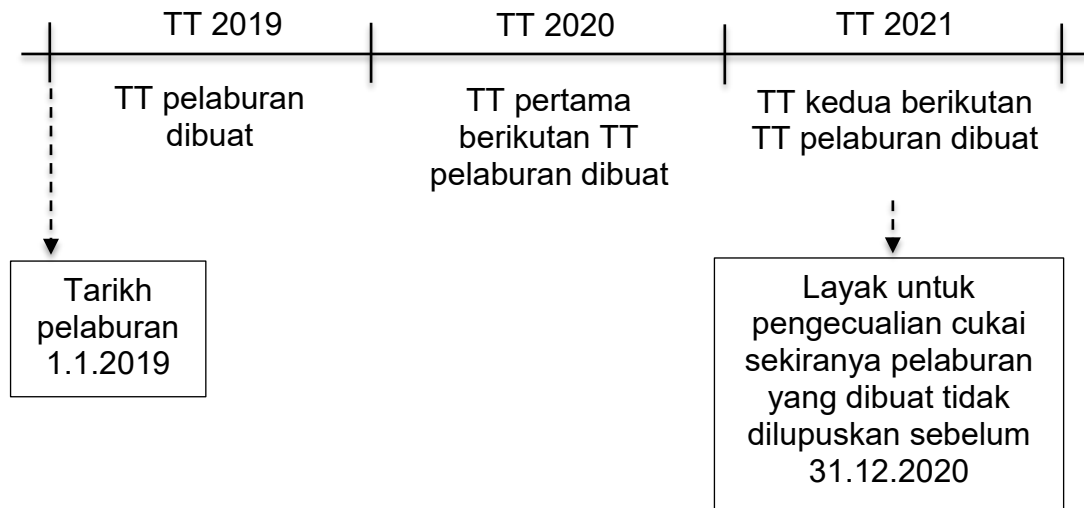 TT 2019
TT 2020
TT 2021
TT pelaburan
dibuat
TT pertama
berikutan TT
pelaburan dibuat
TT kedua berikutan
TT pelaburan dibuat
Tarikh
pelaburan
1.1.2019
Layak untuk
pengecualian cukai
sekiranya pelaburan
yang dibuat tidak
dilupuskan sebelum
31.12.2020